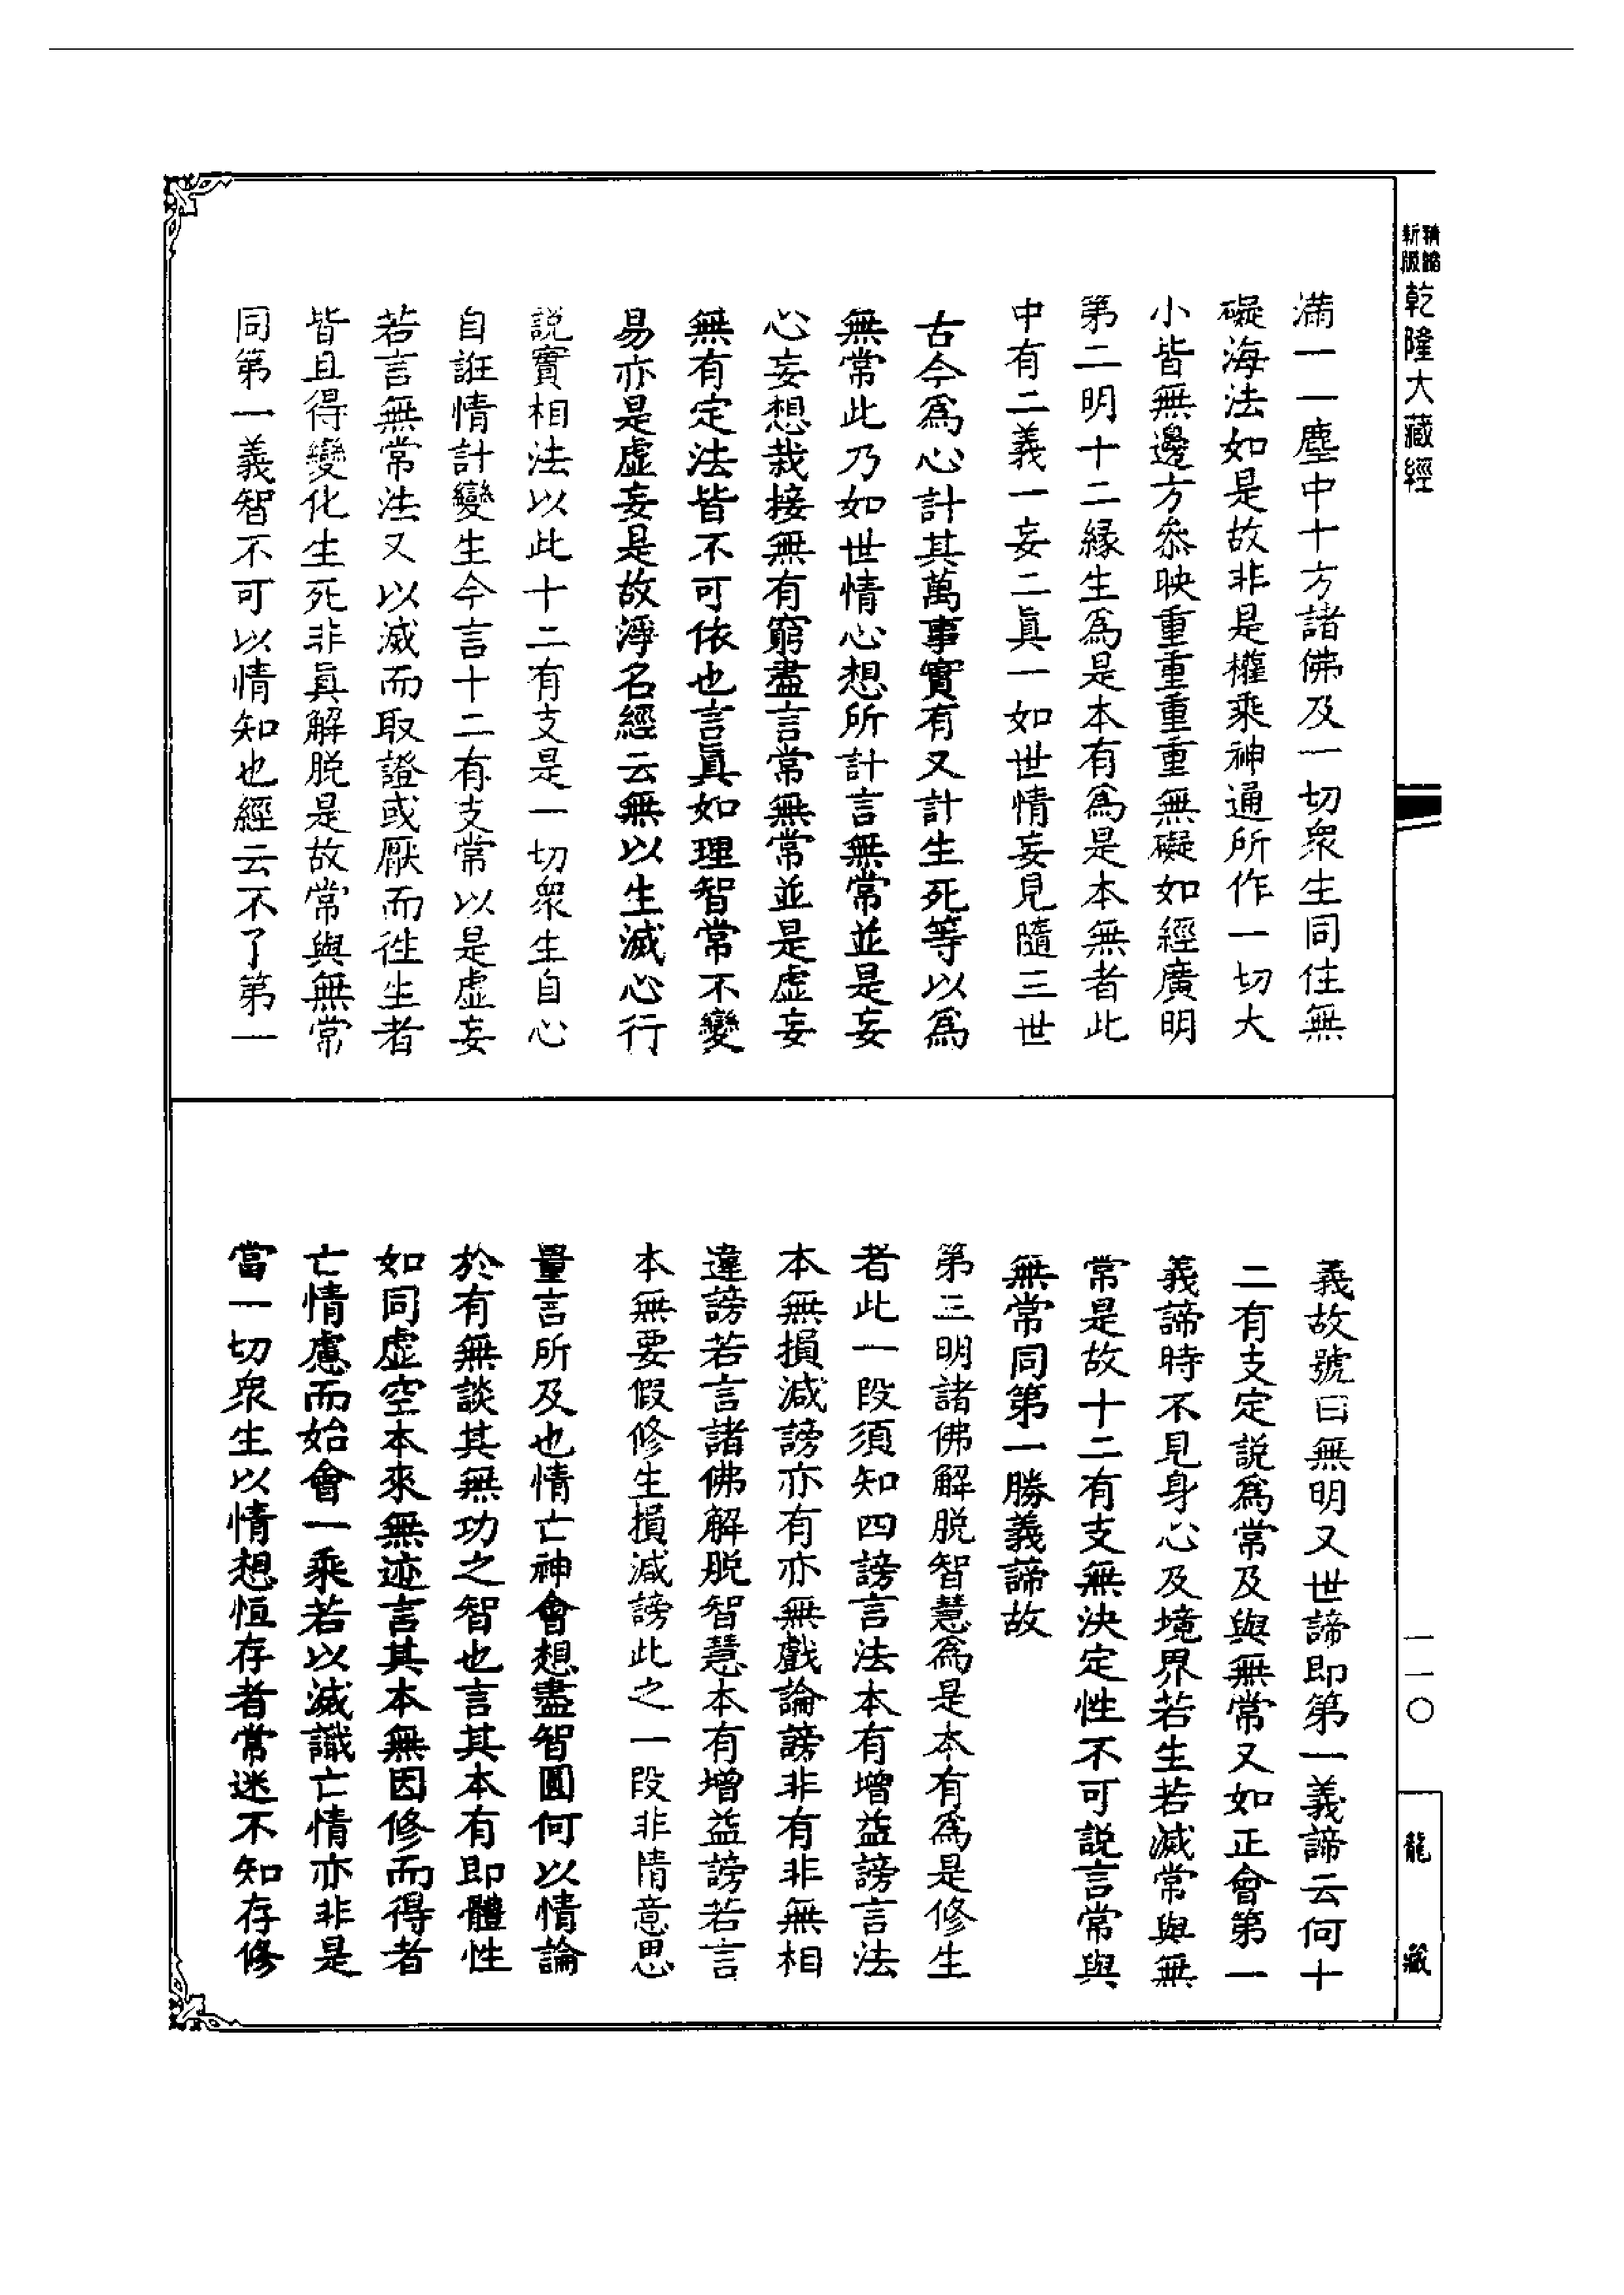 精縮
新版
乾隆大藏經
滿一一塵中十方諸佛及一切衆生同住無
礙海法如是故非是權乘神通所作一切大
小皆無邊方叅映重重重重無礙如經廣明
第二明十二緣生爲是本有爲是本無者此
中有二義一妄二眞一如世情妄見隨三世
古今爲心計其萬事實有又計生死等以爲
無常此乃如世情心想所計言無常並是妄
心妄想栽接無有窮盡言常無常並是虛妄
無有定法皆不可依也言眞如理智常不變
易亦是虛妄是故淨名經云無以生滅心行
說實相法以此十二有支是一切衆生自心
自誑情計變生今言十二有支常以是虛妄
若言無常法又以滅而取證或厭而徃生者
皆且得變化生死非眞解脫是故常與無常
同第一義智不可以情知也經云不了第一
義故號曰無明又世諦即第一義諦云何十
二有支定說爲常及與無常又如正會第一
義諦時不見身心及境界若生若滅常與無
常是故十二有支無決定性不可說言常與
無常同第一勝義諦故
第三明諸佛解脫智慧爲是本有爲是修生
者此一段須知四謗言法本有增益謗言法
本無損減謗亦有亦無戲論謗非有非無相
違謗若言諸佛解脫智慧本有增益謗若言
本無要假修生損減謗此之一段非情意思
量言所及也情亡神會想盡智圓何以情論
於有無談其無功之智也言其本有即體性
如同虛空本來無迹言其本無因修而得者
亡情慮而始會一乘若以滅識亡情亦非是
當一切衆生以情想恒存者常迷不知存修
一一〇
龍藏